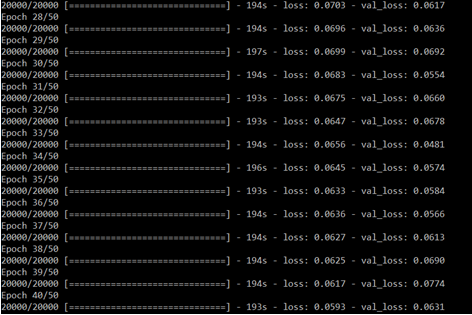 20000/20000 [==============================] - 194s - loss: 0.0703 - val_loss: 0.0617
Epoch 28/50
20000/20000 [==============================] - 194s - loss: 0.0696 - val_loss: 0.0636
Epoch 29/50
20000/20000 [==============================] - 197s - loss: 0.0699 - val_loss: 0.0692
Epoch 30/50
20000/20000 [==============================] - 194s - loss: 0.0683 - val_loss: 0.0554
Epoch 31/50
20000/20000 [==============================] - 193s - loss: 0.0675 - val_loss: 0.0660
Epoch 32/50
20000/20000 [==============================] - 193s - loss: 0.0647 - val_loss: 0.0678
Epoch 33/50
20000/20000 [==============================] - 194s - loss: 0.0656 - val_loss: 0.0481
Epoch 34/50
20000/20000 [==============================] - 196s - loss: 0.0645 - val_loss: 0.0574
Epoch 35/50
20000/20000 [==============================] - 193s - loss: 0.0633 - val_loss: 0.0584
Epoch 36/50
20000/20000 [==============================] - 194s - loss: 0.0636 - val_loss: 0.0566
Epoch 37/50
20000/20000 [==============================] - 194s - loss: 0.0627 - val_loss: 0.0613
Epoch 38/50
20000/20000 [==============================] - 194s - loss: 0.0625 - val_loss: 0.0690
Epoch 39/50
20000/20000 [==============================] - 194s - loss: 0.0617 - val_loss: 0.0774
Epoch 40/50
20000/20000 [==============================] - 193s - loss: 0.0593 - val_loss: 0.0631